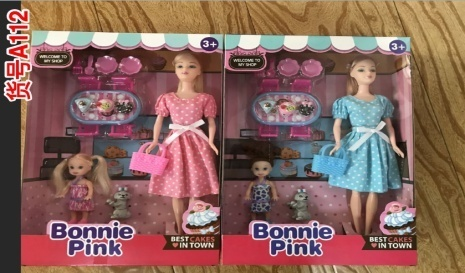 货号A112
WELCOME TO
MY SHOP
3+
Bonnie
Pink
BEST CAKES
IN TOWN
WELCOME TO
MY SHOP
3+
Bonnie
Pink
BEST CAKES
IN TOWN